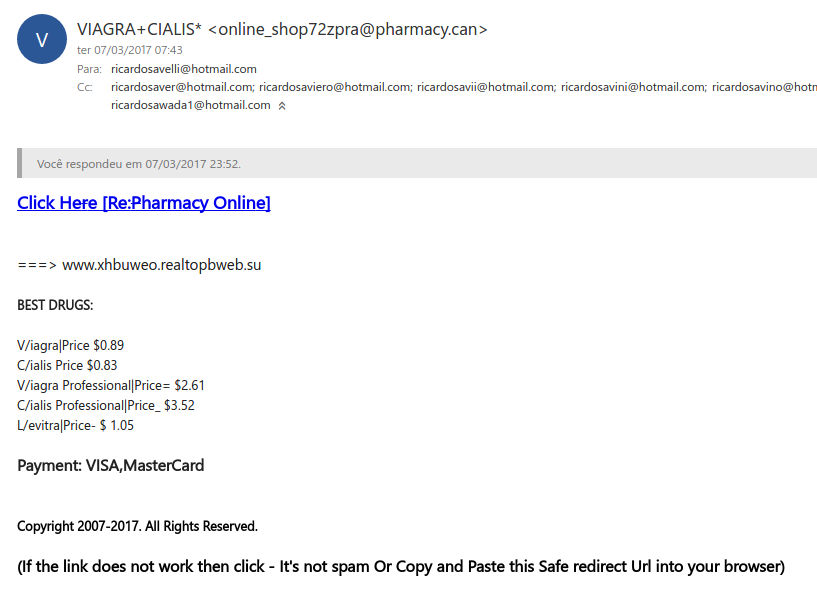 V
VIAGRA+CIALIS* <online_shop72zpra@pharmacy.can>
ter 07/03/2017 07:43
Para: ricardosavelli@hotmail.com
Cc: ricardosaver@hotmail.com; ricardosaviero@hotmail.com; ricardosavii@hotmail.com; ricardosavini@hotmail.com; ricardosavino@hotm
ricardosawada1@hotmail.com
Você respondeu em 07/03/2017 23:52.
Click Here [Re:Pharmacy Online]
===> www.xhbuweo.realtopbweb.su
BEST DRUGS:
V/iagra|Price $0.89
C/ialis Price $0.83
V/iagra Professional|Price= $2.61
C/ialis Professional|Price_ $3.52
L/evitra|Price- $ 1.05
Payment: VISA,MasterCard
Copyright 2007-2017. All Rights Reserved.
(If the link does not work then click - It's not spam Or Copy and Paste this Safe redirect Url into your browser)